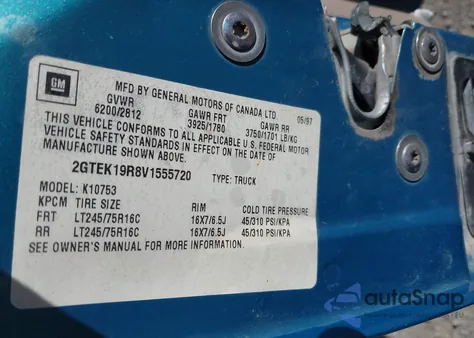 GM
MFD BY GENERAL MOTORS OF CANADA LTD. 05/97
GVWR GAWR FRT GAWR RR
6200/2812 3925/1780 3750/1701 LB/KG
THIS VEHICLE CONFORMS TO ALL APPLICABLE U.S. FEDERAL MOTOR
VEHICLE SAFETY STANDARDS IN EFFECT ON THE DATE OF
MANUFACTURE SHOWN ABOVE.
2GTEK19R8V1555720 TYPE: TRUCK
MODEL: K10753
KPCM TIRE SIZE RIM COLD TIRE PRESSURE
FRT LT245/75R16C 16X7/6.5J 45/310 PSI/KPA
RR LT245/75R16C 16X7/6.5J 45/310 PSI/KPA
SEE OWNER'S MANUAL FOR MORE INFORMATION.
autoSnap